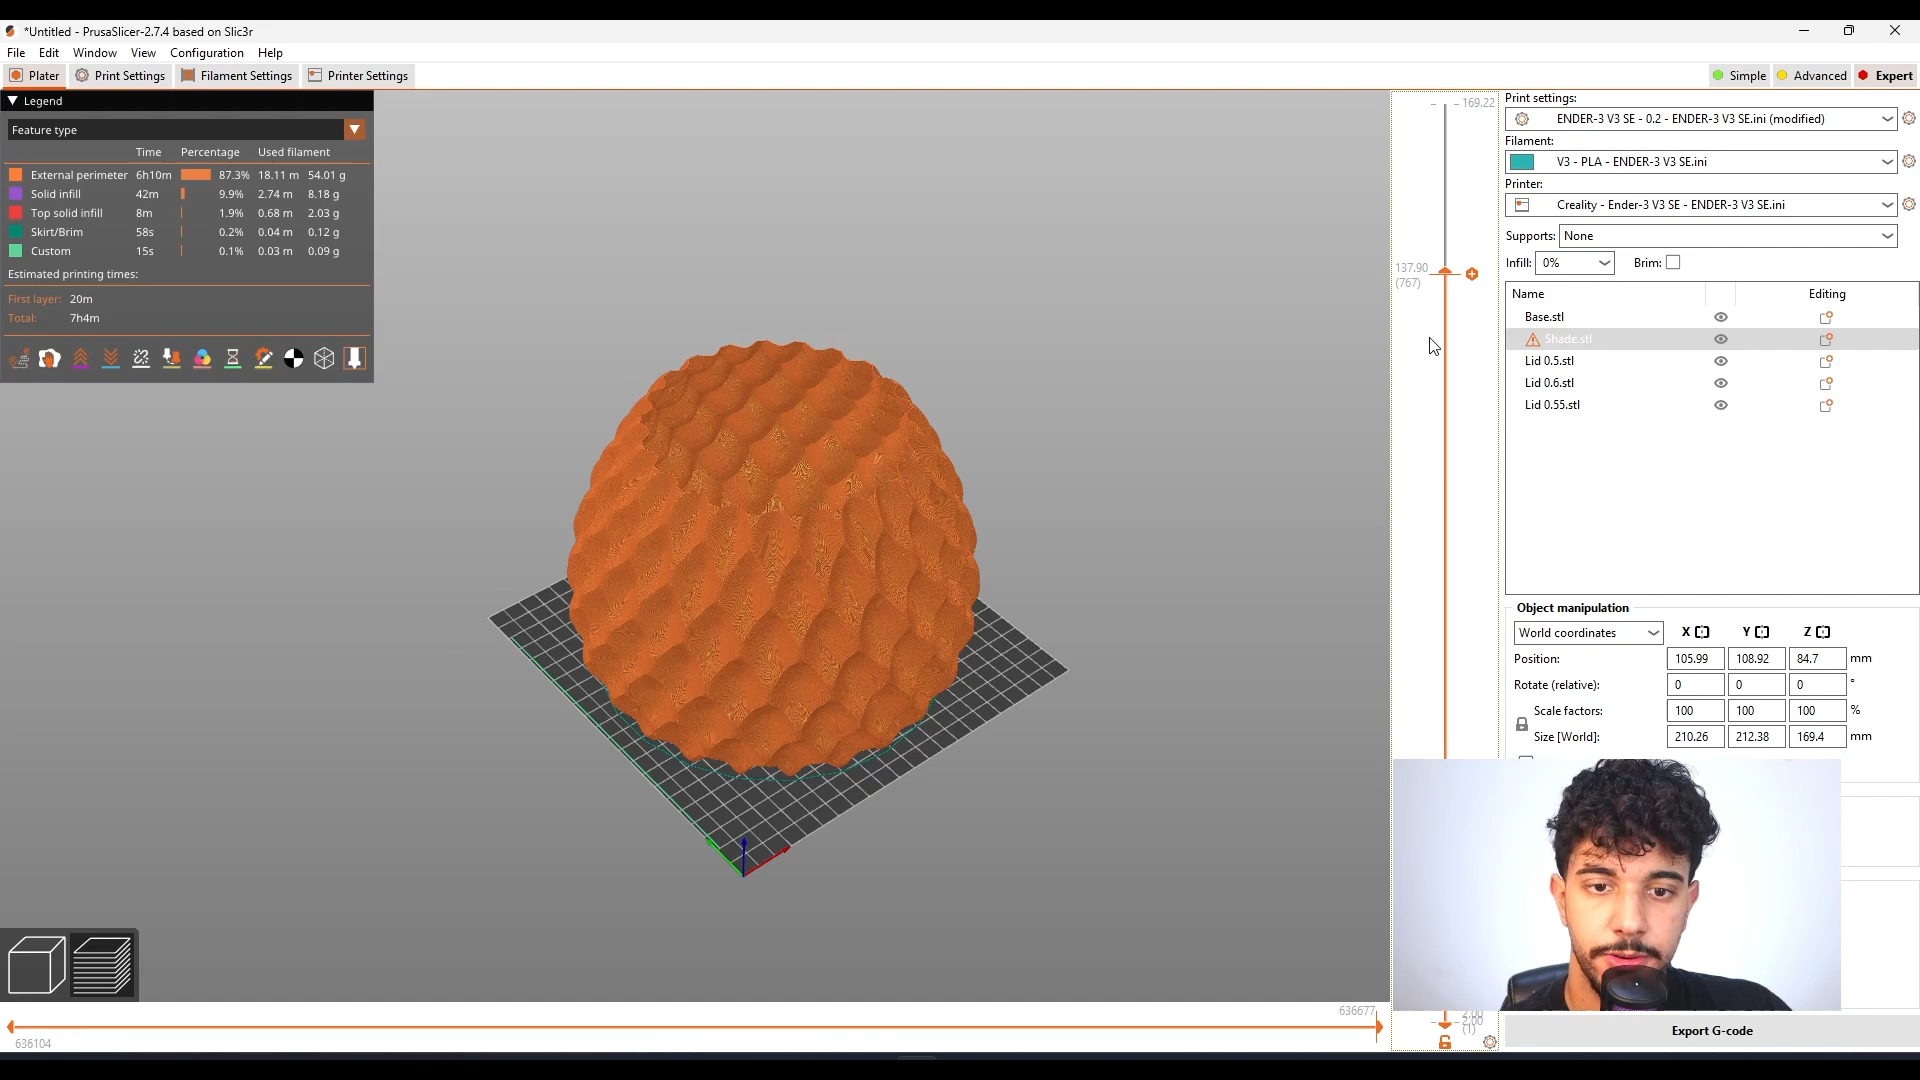 *Untitled - PrusaSlicer-2.7.4 based on Slic3r
File Edit Window View Configuration Help
Plater Print Settings Filament Settings Printer Settings
Simple Advanced Expert
Legend
Feature type
Time Percentage Used filament
External perimeter 6h10m 87.3% 18.11 m 54.01 g
Solid infill 42m 9.9% 2.74 m 8.18 g
Top solid infill 8m 1.9% 0.68 m 2.03 g
Skirt/Brim 58s 0.2% 0.04 m 0.12 g
Custom 15s 0.1% 0.03 m 0.09 g
Estimated printing times:
First layer: 20m
Total: 7h4m
169.22
137.90
(767)
2.00
(1)
636677
636104
Print settings:
ENDER-3 V3 SE - 0.2 - ENDER-3 V3 SE.ini (modified)
Filament:
V3 - PLA - ENDER-3 V3 SE.ini
Printer:
Creality - Ender-3 V3 SE - ENDER-3 V3 SE.ini
Supports: None
Infill: 0% Brim:
Name Editing
Base.stl
Shade.stl
Lid 0.5.stl
Lid 0.6.stl
Lid 0.55.stl
Object manipulation
World coordinates X Y Z
Position: 105.99 108.92 84.7 mm
Rotate (relative): 0 0 0 °
Scale factors: 100 100 100 %
Size [World]: 210.26 212.38 169.4 mm
Export G-code